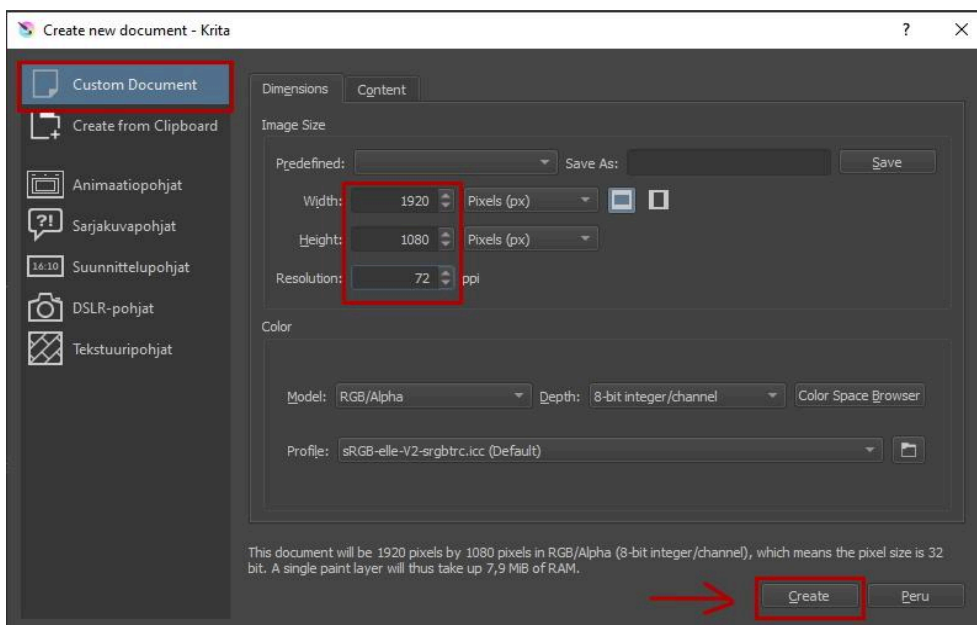 Create new document - Krita
?
Custom Document
Create from Clipboard
Animaatiopohjat
?!
Sarjakuvapohjat
16:10
Suunnittelupohjat
DSLR-pohjat
Tekstuuripohjat
Dimensions Content
Image Size
Predefined: Save As: Save
Width: 1920 Pixels (px)
Height: 1080 Pixels (px)
Resolution: 72 ppi
Color
Model: RGB/Alpha Depth: 8-bit integer/channel Color Space Browser
Profile: sRGB-elle-V2-srgbtrc.icc (Default)
This document will be 1920 pixels by 1080 pixels in RGB/Alpha (8-bit integer/channel), which means the pixel size is 32
bit. A single paint layer will thus take up 7,9 MiB of RAM.
Create Peru